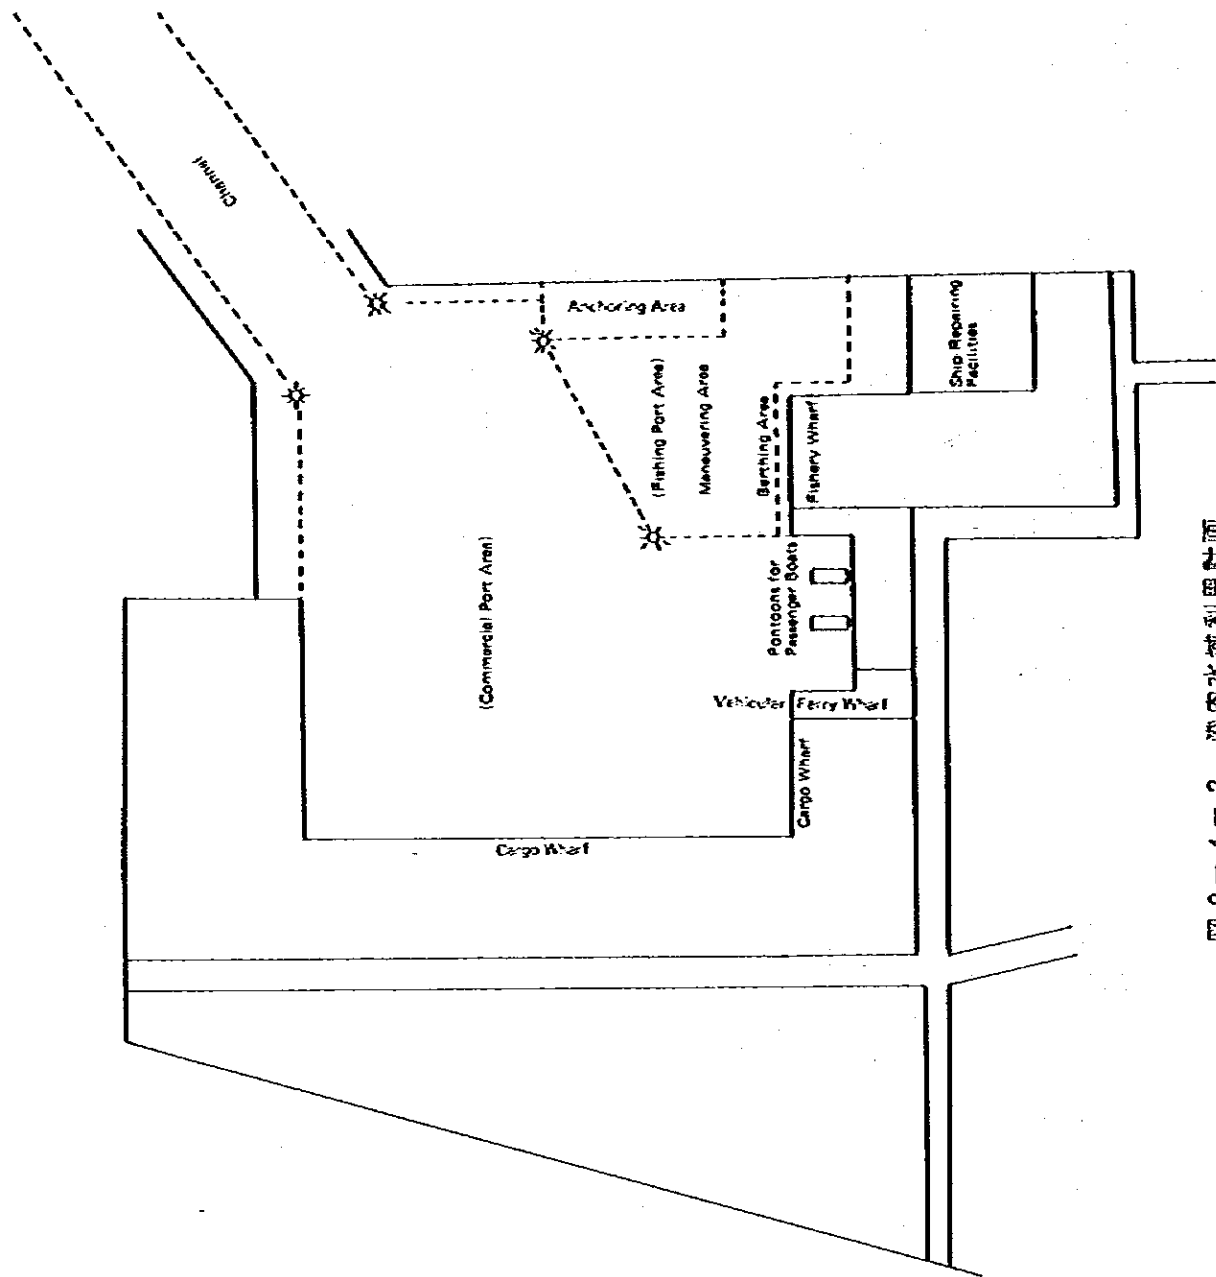 Channel
Anchoring Area
(Fishing Port Area)
Maneuvering Area
Berthing Area
Fishery Wharf
Ship Repairing
Facilities
(Commercial Port Area)
Pontoons for
Passenger Boats
Vehicular Ferry Wharf
Cargo Wharf
Cargo Wharf